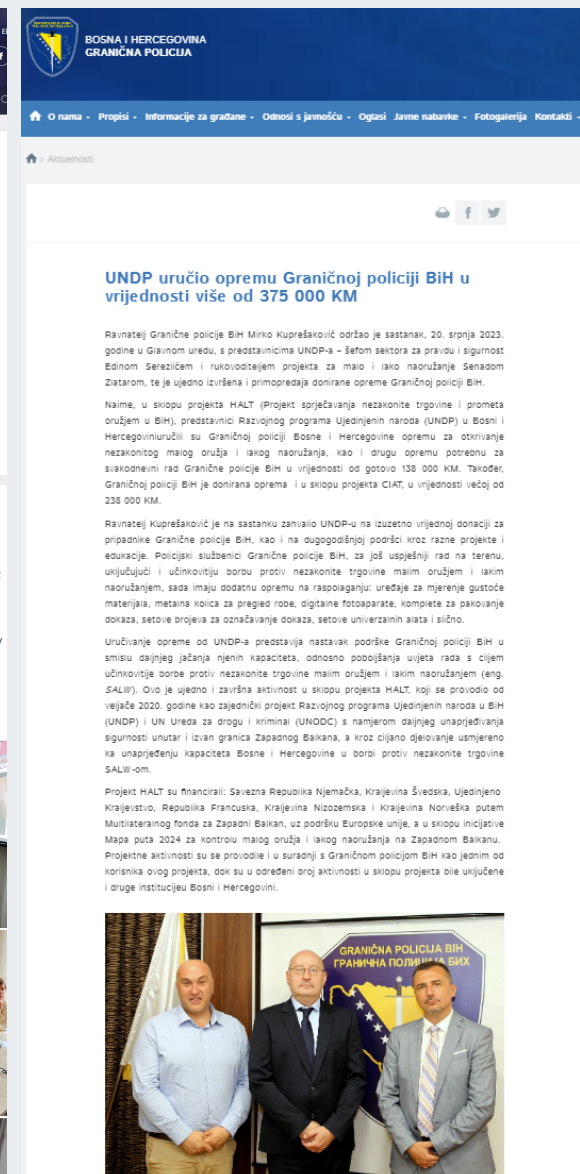 BOSNA I HERCEGOVINA
GRANIČNA POLICIJA
O nama
Propisi
Informacije za građane
Odnosi s javnošću
Oglasi
Javne nabavke
Fotogalerija
Kontakti
> Aktuelnosti
UNDP uručio opremu Graničnoj policiji BiH u
vrijednosti više od 375 000 KM
Ravnatelj Granične policije BiH Mirko Kuprešaković održao je sastanak, 20. srpnja 2023.
godine u Glavnom uredu, s predstavnicima UNDP-a – šefom sektora za pravdu i sigurnost
Edinom Serezlićem i rukovoditeljem projekta za malo i lako naoružanje Senadom
Zlatarom, te je ujedno izvršena i primopredaja donirane opreme Graničnoj policiji BiH.
Naime, u sklopu projekta HALT (Projekt sprječavanja nezakonite trgovine i prometa
oružjem u BiH), predstavnici Razvojnog programa Ujedinjenih naroda (UNDP) u Bosni i
Hercegoviniuručili su Graničnoj policiji Bosne i Hercegovine opremu za otkrivanje
nezakonitog malog oružja i lakog naoružanja, kao i drugu opremu potrebnu za
svakodnevni rad Granične policije BiH u vrijednosti od gotovo 138 000 KM. Također,
Graničnoj policiji BiH je donirana oprema i u sklopu projekta CIAT, u vrijednosti većoj od
238 000 KM.
Ravnatelj Kuprešaković je na sastanku zahvalio UNDP-u na izuzetno vrijednoj donaciji za
pripadnike Granične policije BiH, kao i na dugogodišnjoj podršci kroz razne projekte i
edukacije. Policijski službenici Granične policije BiH, za još uspješniji rad na terenu,
uključujući i učinkovitiju borbu protiv nezakonite trgovine malim oružjem i lakim
naoružanjem, sada imaju dodatnu opremu na raspolaganju: uređaje za mjerenje gustoće
materijala, metalna kolica za pregled robe, digitalne fotoaparate, komplete za pakovanje
dokaza, setove brojeva za označavanje dokaza, setove univerzalnih alata i slično.
Uručivanje opreme od UNDP-a predstavlja nastavak podrške Graničnoj policiji BiH u
smislu daljnjeg jačanja njenih kapaciteta, odnosno poboljšanja uvjeta rada s ciljem
učinkovitije borbe protiv nezakonite trgovine malim oružjem i lakim naoružanjem (eng.
SALW). Ovo je ujedno i završna aktivnost u sklopu projekta HALT, koji se provodio od
veljače 2020. godine kao zajednički projekt Razvojnog programa Ujedinjenih naroda u BiH
(UNDP) i UN Ureda za drogu i kriminal (UNODC) s namjerom daljnjeg unaprjeđivanja
sigurnosti unutar i izvan granica Zapadnog Balkana, a kroz ciljano djelovanje usmjereno
ka unaprjeđenju kapaciteta Bosne i Hercegovine u borbi protiv nezakonite trgovine
SALW-om.
Projekt HALT su financirali: Savezna Republika Njemačka, Kraljevina Švedska, Ujedinjeno
Kraljevstvo, Republika Francuska, Kraljevina Nizozemska i Kraljevina Norveška putem
Multilateralnog fonda za Zapadni Balkan, uz podršku Europske unije, a u sklopu inicijative
Mapa puta 2024 za kontrolu malog oružja i lakog naoružanja na Zapadnom Balkanu.
Projektne aktivnosti su se provodile i u suradnji s Graničnom policijom BiH kao jednim od
korisnika ovog projekta, dok su u određeni broj aktivnosti u sklopu projekta bile uključene
i druge institucijeu Bosni i Hercegovini.
GRANIČNA POLICIJA BIH
ГРАНИЧНА ПОЛИЦИЈА БИХ